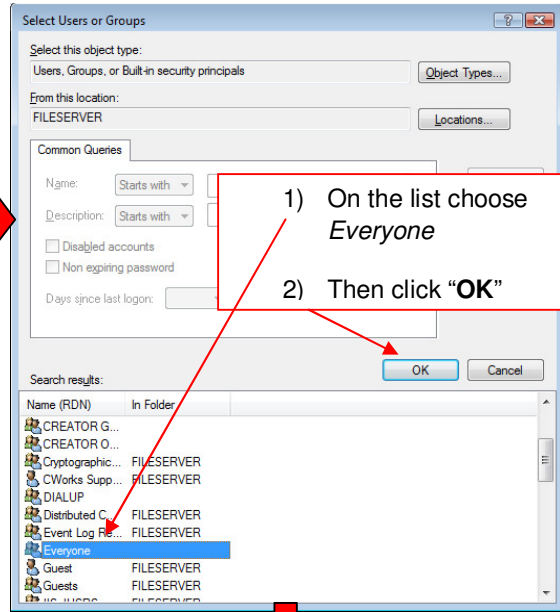 Select Users or Groups
Select this object type:
Users, Groups, or Built-in security principals
Object Types...
From this location:
FILESERVER
Locations...
Common Queries
Name: Starts with
Description: Starts with
Disabled accounts
Non expiring password
Days since last logon:
1) On the list choose
Everyone
2) Then click “OK”
OK Cancel
Search results:
Name (RDN) In Folder
CREATOR G...
CREATOR O...
Cryptographic... FILESERVER
CWorks Supp... FILESERVER
DIALUP
Distributed C... FILESERVER
Event Log Re... FILESERVER
Everyone
Guest FILESERVER
Guests FILESERVER